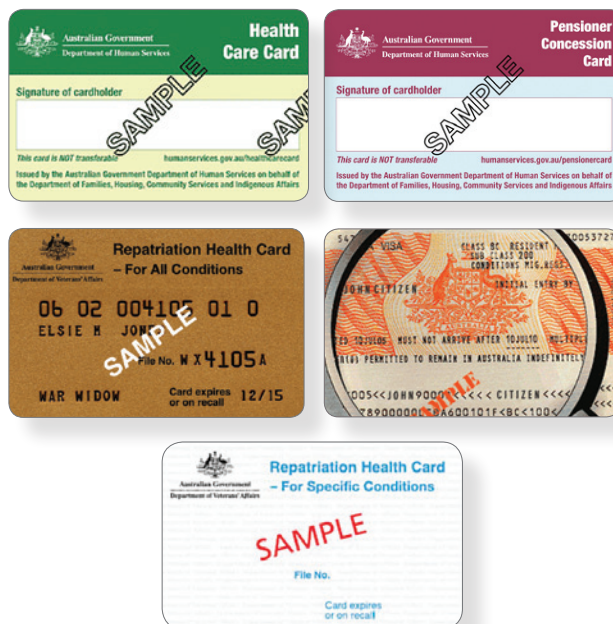 Australian Government
Department of Human Services
Health
Care Card
Signature of cardholder
SAMPLE
SAMPLE
This card is NOT transferable
humanservices.gov.au/healthcarecard
Issued by the Australian Government Department of Human Services on behalf of
the Department of Families, Housing, Community Services and Indigenous Affairs
Australian Government
Department of Human Services
Pensioner
Concession
Card
Signature of cardholder
SAMPLE
This card is NOT transferable
humanservices.gov.au/pensionercard
Issued by the Australian Government Department of Human Services on behalf of
the Department of Families, Housing, Community Services and Indigenous Affairs
Australian Government
Department of Veterans' Affairs
Repatriation Health Card
– For All Conditions
06 02 004105 01 0
ELSIE M
SAMPLE
File No. WX4105A
WAR WIDOW
Card expires
or on recall
12/15
VISA
CLASS BC RESIDENT
SUB CLASS 200
CONDITIONS MIG.REGS.
INITIAL ENTRY BY
JOHN CITIZEN
AUSTRALIA
MUST NOT ARRIVE AFTER 10JUL10 MULTIPLE
PERMITTED TO REMAIN IN AUSTRALIA INDEFINITELY
CITIZEN
Australian Government
Department of Veterans' Affairs
Repatriation Health Card
– For Specific Conditions
SAMPLE
File No.
Card expires
or on recall